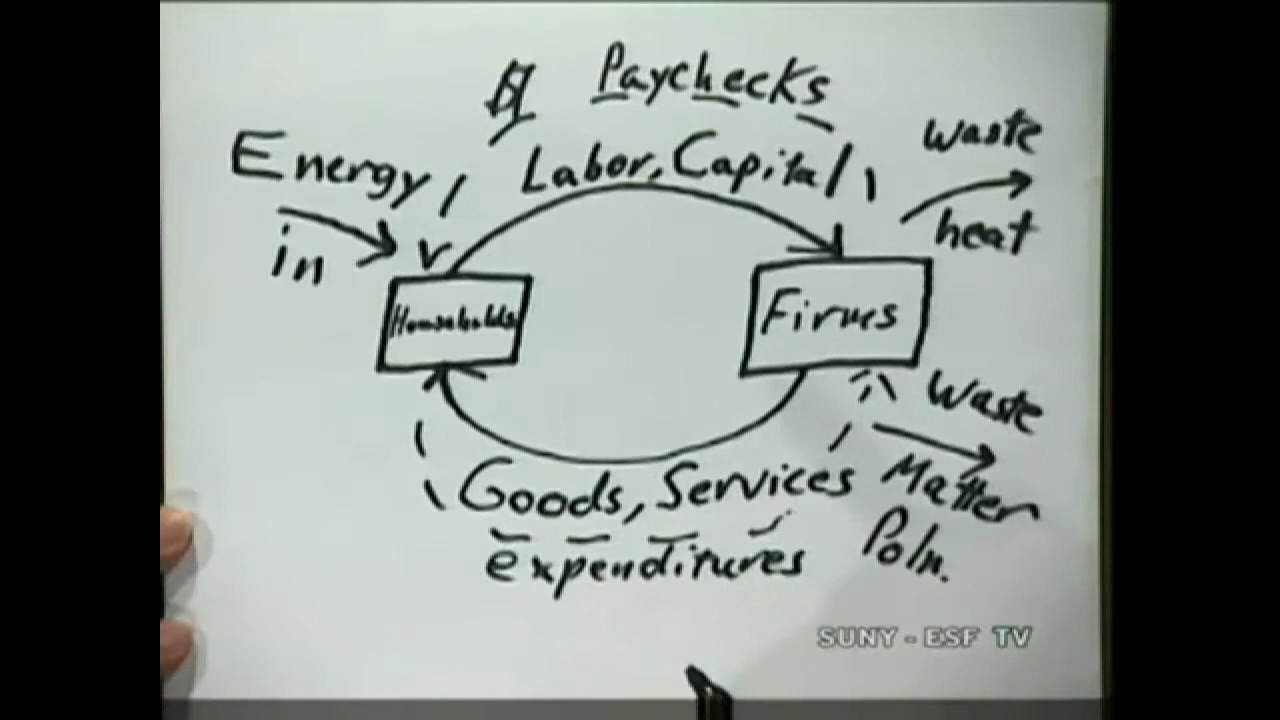 $ Paychecks
Energy
in
Labor, Capital
waste
heat
Households
Firms
Waste
Matter
Poln.
Goods, Services
expenditures
SUNY - ESF TV